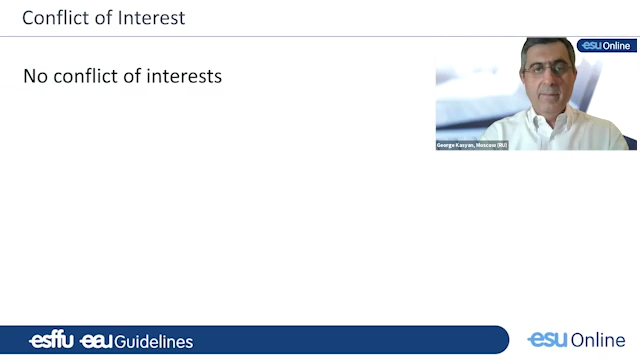 Conflict of Interest
esu Online
No conflict of interests
George Kasyan, Moscow (RU)
esffu eau Guidelines
esu Online